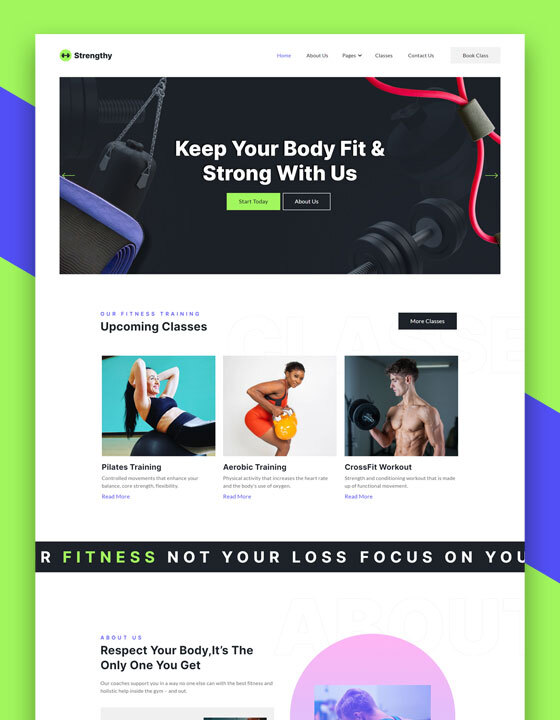 Strengthy
Home About Us Pages Classes Contact Us Book Class
Keep Your Body Fit &
Strong With Us
Start Today About Us
OUR FITNESS TRAINING
Upcoming Classes
More Classes
CLASSES
Pilates Training
Controlled movements that enhance your
balance, core strength, flexibility.
Read More
Aerobic Training
Physical activity that increases the heart rate
and the body's use of oxygen.
Read More
CrossFit Workout
Strength and conditioning workout that is made
up of functional movement.
Read More
R FITNESS NOT YOUR LOSS FOCUS ON YOU
ABOUT
ABOUT US
Respect Your Body,It's The
Only One You Get
Our coaches support you in a way no one else can with the best fitness and
holistic help inside the gym – and out.